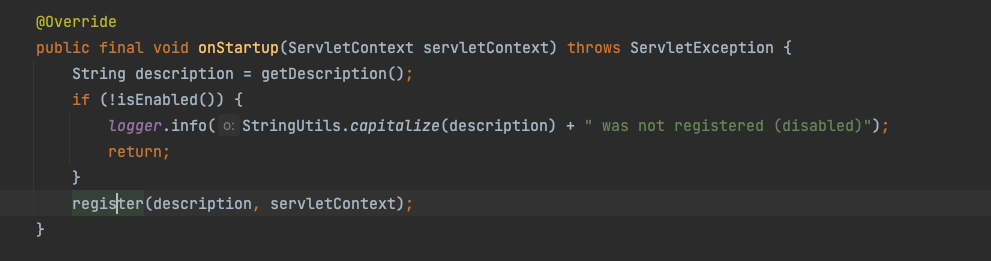 @Override
public final void onStartup(ServletContext servletContext) throws ServletException {
    String description = getDescription();
    if (!isEnabled()) {
        logger.info( o: StringUtils.capitalize(description) + " was not registered (disabled)");
        return;
    }
    register(description, servletContext);
}